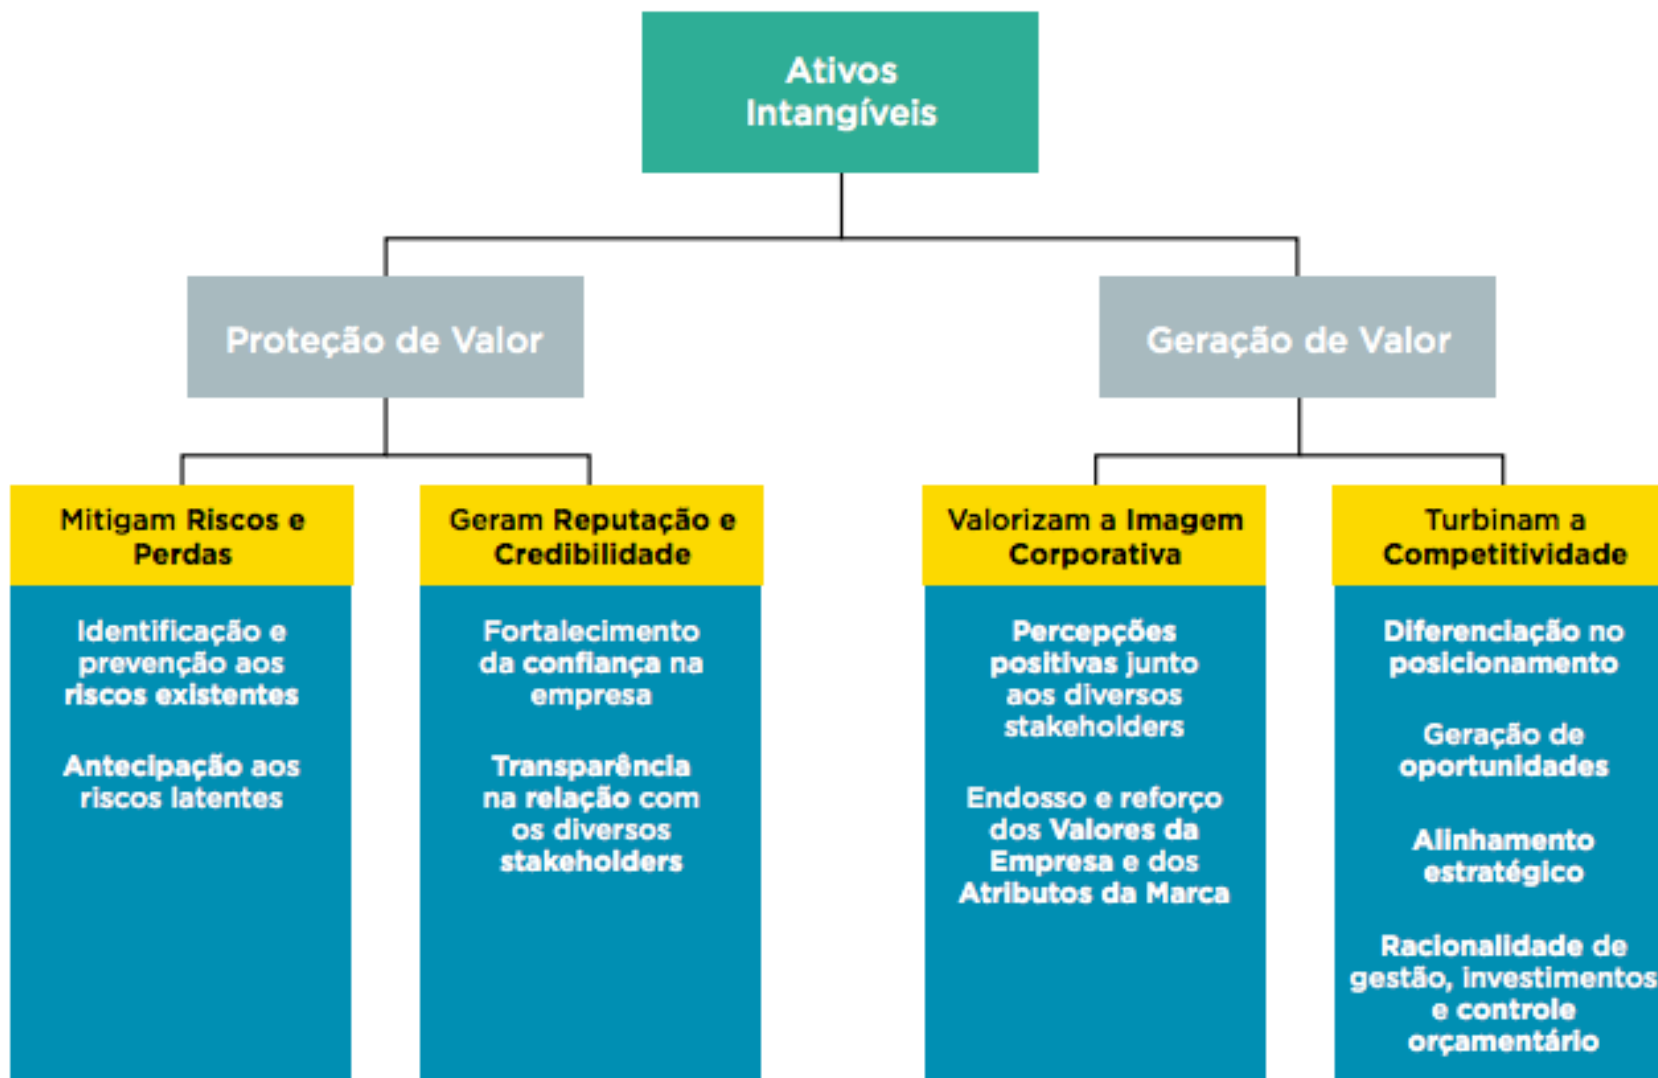 Ativos
Intangíveis
Proteção de Valor
Geração de Valor
Mitigam Riscos e
Perdas
Identificação e
prevenção aos
riscos existentes
Antecipação aos
riscos latentes
Geram Reputação e
Credibilidade
Fortalecimento
da confiança na
empresa
Transparência
na relação com
os diversos
stakeholders
Valorizam a Imagem
Corporativa
Percepções
positivas junto
aos diversos
stakeholders
Endosso e reforço
dos Valores da
Empresa e dos
Atributos da Marca
Turbinam a
Competitividade
Diferenciação no
posicionamento
Geração de
oportunidades
Alinhamento
estratégico
Racionalidade de
gestão, investimentos
e controle
orçamentário